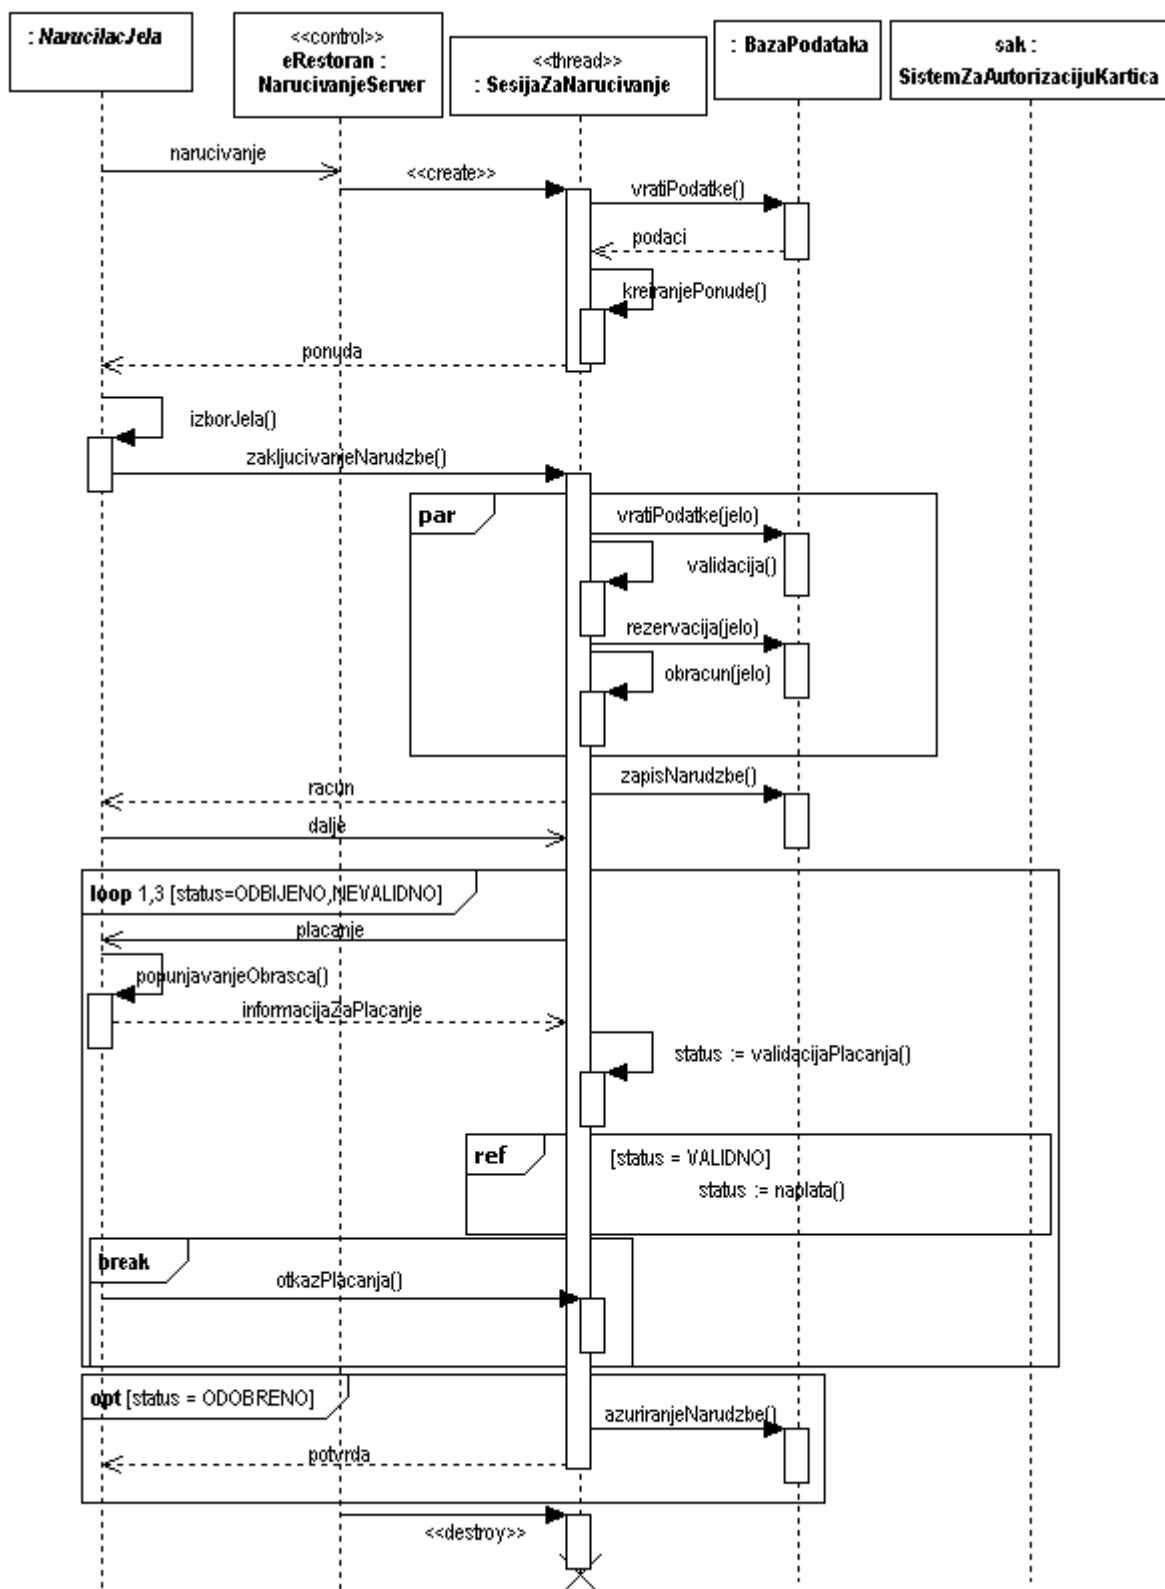 : NarucilacJela
<<control>>
eRestoran :
NarucivanjeServer
<<thread>>
: SesijaZaNarucivanje
: BazaPodataka
sak :
SistemZaAutorizacijuKartica
narucivanje
<<create>>
vratiPodatke()
podaci
kreiranjePonude()
ponuda
izborJela()
zakljucivanjeNarudzbe()
par
vratiPodatke(jelo)
validacija()
rezervacija(jelo)
obracun(jelo)
zapisNarudzbe()
racun
dalje
loop 1,3 [status=ODBIJENO,NEVALIDNO]
placanje
popunjavanjeObrasca()
informacijaZaPlacanje
status := validacijaPlacanja()
ref
[status = VALIDNO]
status := naplata()
break
otkazPlacanja()
opt [status = ODOBRENO]
azuriranjeNarudzbe()
potvrda
<<destroy>>